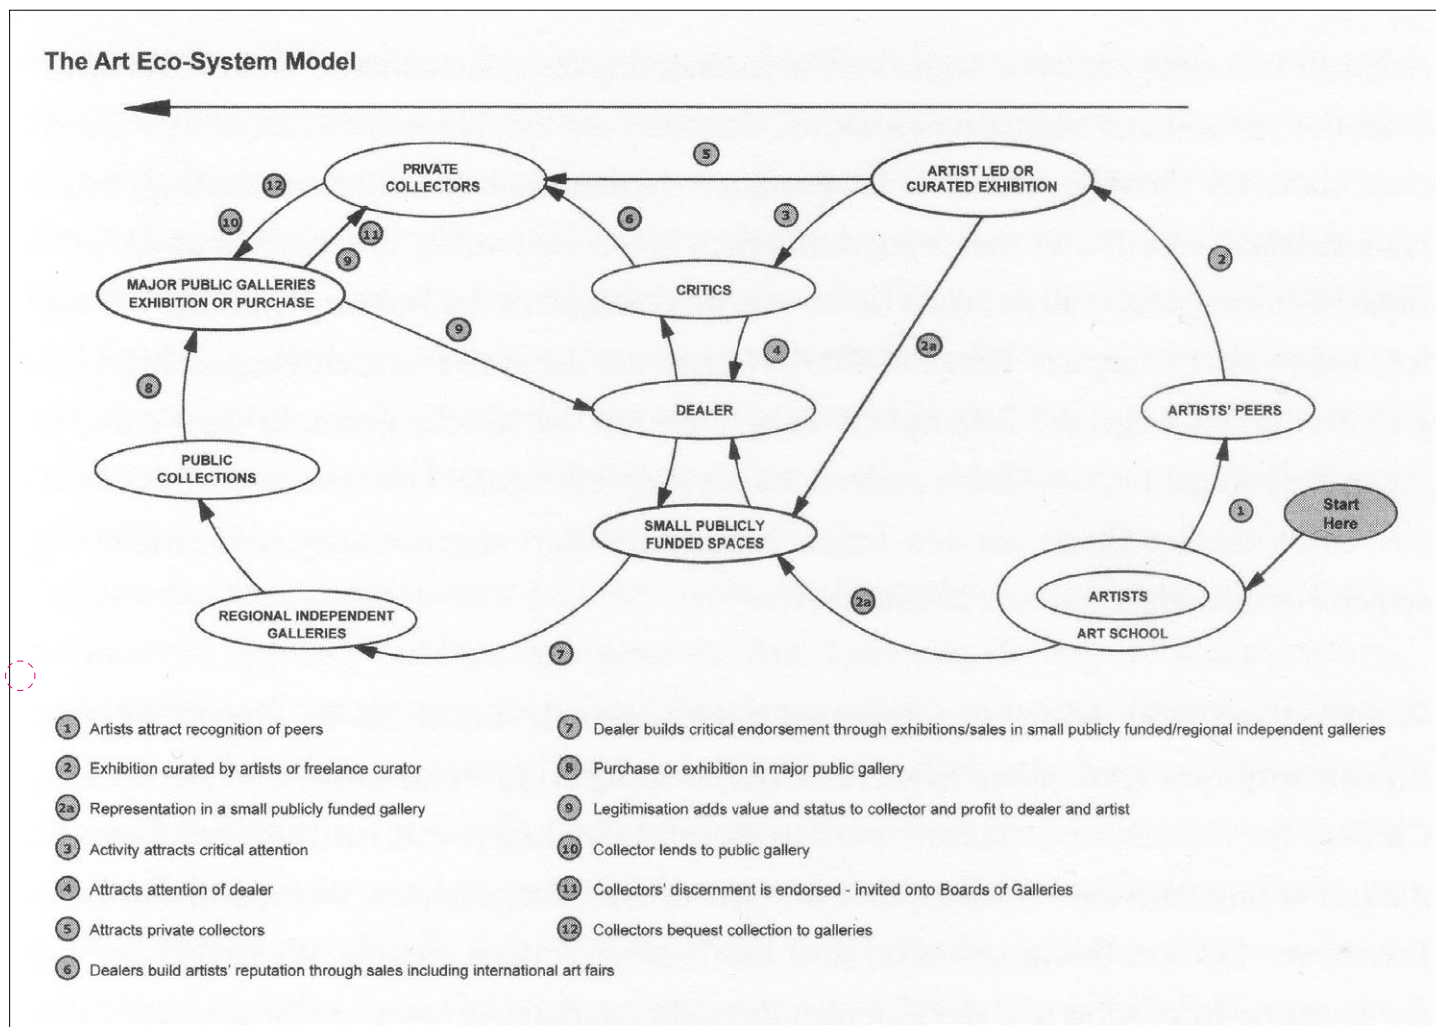 The Art Eco-System Model
PRIVATE
COLLECTORS
5
ARTIST LED OR
CURATED EXHIBITION
12
10
11
9
6
3
2
MAJOR PUBLIC GALLERIES
EXHIBITION OR PURCHASE
CRITICS
9
4
2a
8
DEALER
ARTISTS' PEERS
PUBLIC
COLLECTIONS
SMALL PUBLICLY
FUNDED SPACES
1
Start
Here
REGIONAL INDEPENDENT
GALLERIES
2a
ARTISTS
ART SCHOOL
7
1 Artists attract recognition of peers
2 Exhibition curated by artists of freelance curator
2a Representation in a small publicly funded gallery
3 Activity attracts critical attention
4 Attracts attention of dealer
5 Attracts private collectors
6 Dealers build artists' reputation through sales including international art fairs
7 Dealer builds critical endorsement through exhibitions/sales in small publicly funded/regional independent galleries
8 Purchase or exhibition in major public gallery
9 Legitimisation adds value and status to collector and profit to dealer and artist
10 Collector lends to public gallery
11 Collectors' discernment is endorsed - invited onto Boards of Galleries
12 Collectors bequest collection to galleries